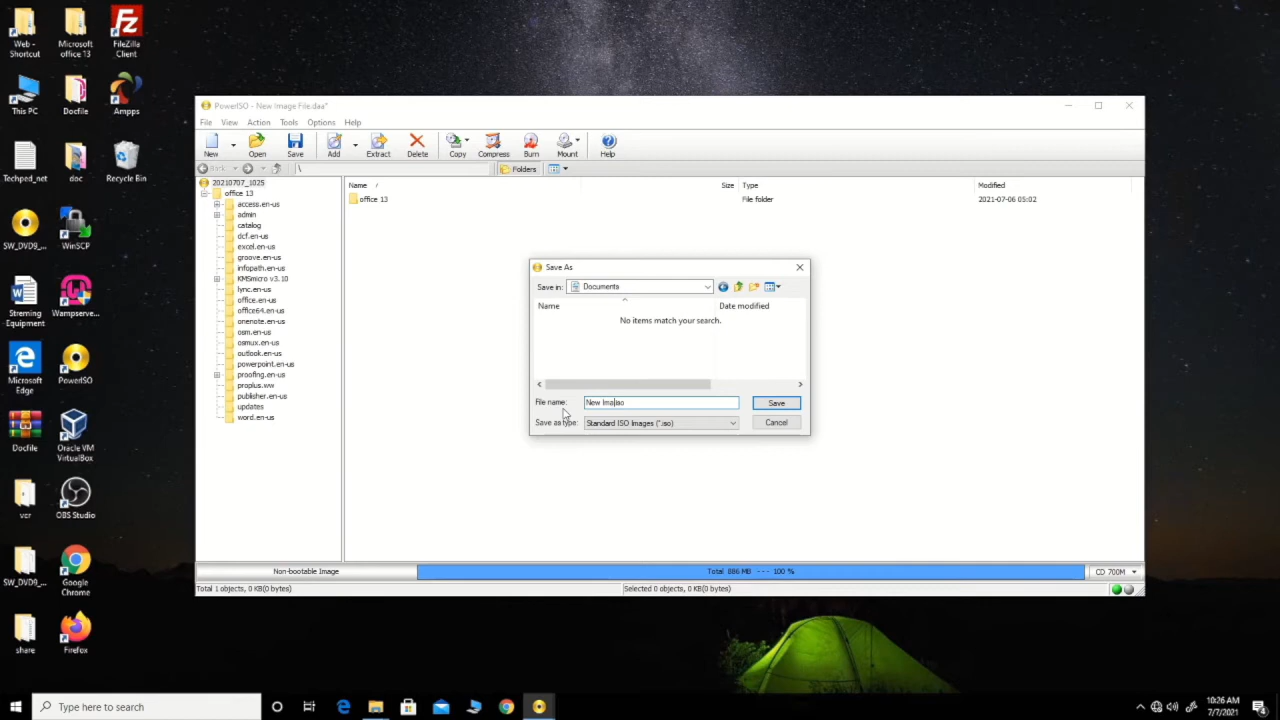 Web - Shortcut
Microsoft office 13
FileZilla Client
This PC
Docfile
Ampps
Techped_net
doc
Recycle Bin
SW_DVD9_...
WinSCP
Streming Equipment
Wampserve...
Microsoft Edge
PowerISO
Docfile
Oracle VM VirtualBox
vcr
OBS Studio
SW_DVD9_...
Google Chrome
share
Firefox
PowerISO - New Image File.daa*
File View Action Tools Options Help
New Open Save Add Extract Delete Copy Compress Burn Mount Help
Back \ Folders
20210707_1025
office 13
access.en-us
admin
catalog
dcf.en-us
excel.en-us
groove.en-us
infopath.en-us
KMSmicro v3.10
lync.en-us
office.en-us
office64.en-us
onenote.en-us
osm.en-us
osmux.en-us
outlook.en-us
powerpoint.en-us
proofing.en-us
proplus.ww
publisher.en-us
updates
word.en-us
Name / Size Type Modified
office 13 File folder 2021-07-06 05:02
Save As
Save in: Documents
Name Date modified
No items match your search.
File name: New Ima|iso Save
Save as type: Standard ISO Images (*.iso) Cancel
Non-bootable Image Total 886 MB --- 100 % CD 700M
Total 1 objects, 0 KB(0 bytes) Selected 0 objects, 0 KB(0 bytes)
Type here to search
10:26 AM
7/7/2021
4